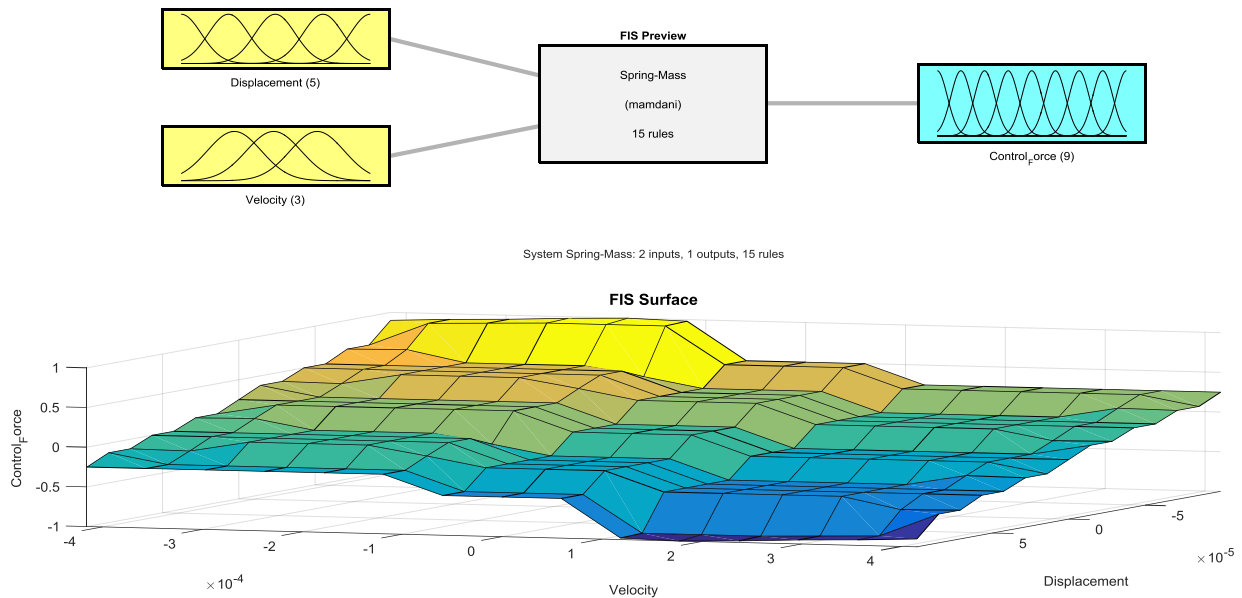 FIS Preview
Displacement (5)
Spring-Mass
(mamdani)
15 rules
Velocity (3)
Control_Force (9)
System Spring-Mass: 2 inputs, 1 outputs, 15 rules
FIS Surface
Control_Force
1
0.5
0
-0.5
-1
-4
-3
-2
-1
0
1
2
3
4
×10^-4
Velocity
5
0
-5
×10^-5
Displacement